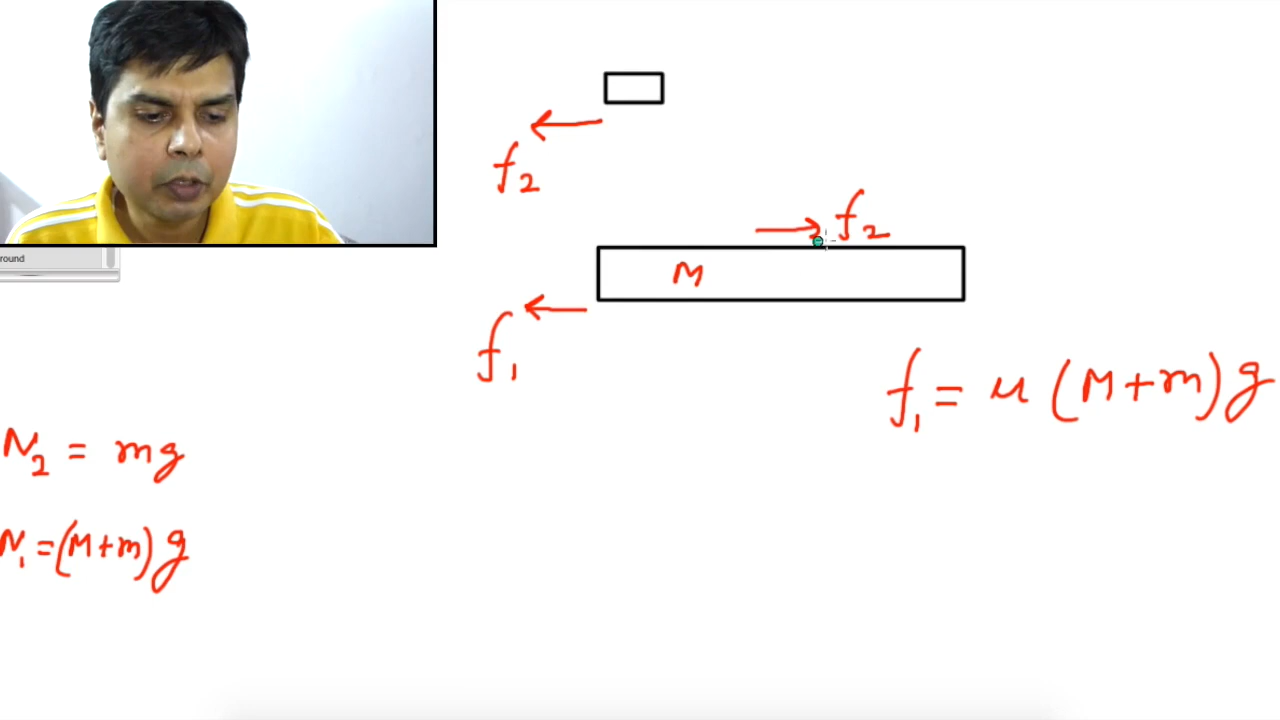 f₂
f₂
round
M
f₁
f₁ = μ (M+m) g
N₂ = mg
N₁ = (M+m) g